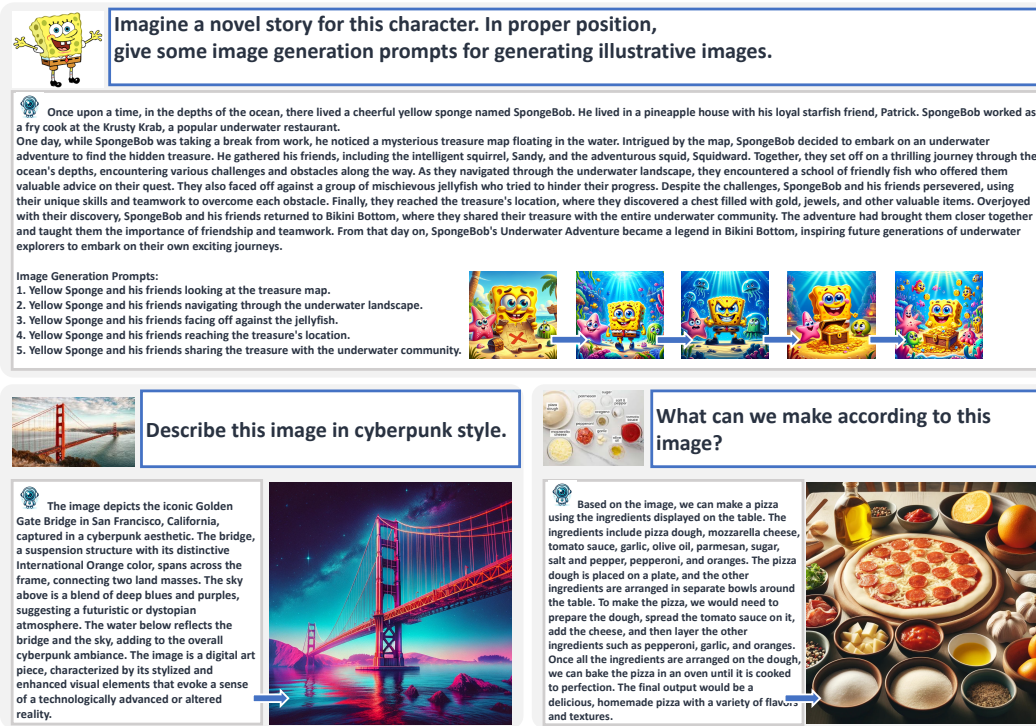 Imagine a novel story for this character. In proper position,
give some image generation prompts for generating illustrative images.
Once upon a time, in the depths of the ocean, there lived a cheerful yellow sponge named SpongeBob. He lived in a pineapple house with his loyal starfish friend, Patrick. SpongeBob worked as
a fry cook at the Krusty Krab, a popular underwater restaurant.
One day, while SpongeBob was taking a break from work, he noticed a mysterious treasure map floating in the water. Intrigued by the map, SpongeBob decided to embark on an underwater
adventure to find the hidden treasure. He gathered his friends, including the intelligent squirrel, Sandy, and the adventurous squid, Squidward. Together, they set off on a thrilling journey through the
ocean's depths, encountering various challenges and obstacles along the way. As they navigated through the underwater landscape, they encountered a school of friendly fish who offered them
valuable advice on their quest. They also faced off against a group of mischievous jellyfish who tried to hinder their progress. Despite the challenges, SpongeBob and his friends persevered, using
their unique skills and teamwork to overcome each obstacle. Finally, they reached the treasure's location, where they discovered a chest filled with gold, jewels, and other valuable items. Overjoyed
with their discovery, SpongeBob and his friends returned to Bikini Bottom, where they shared their treasure with the entire underwater community. The adventure had brought them closer together
and taught them the importance of friendship and teamwork. From that day on, SpongeBob's Underwater Adventure became a legend in Bikini Bottom, inspiring future generations of underwater
explorers to embark on their own exciting journeys.
Image Generation Prompts:
1. Yellow Sponge and his friends looking at the treasure map.
2. Yellow Sponge and his friends navigating through the underwater landscape.
3. Yellow Sponge and his friends facing off against the jellyfish.
4. Yellow Sponge and his friends reaching the treasure's location.
5. Yellow Sponge and his friends sharing the treasure with the underwater community.
Describe this image in cyberpunk style.
The image depicts the iconic Golden
Gate Bridge in San Francisco, California,
captured in a cyberpunk aesthetic. The bridge,
a suspension structure with its distinctive
International Orange color, spans across the
frame, connecting two land masses. The sky
above is a blend of deep blues and purples,
suggesting a futuristic or dystopian
atmosphere. The water below reflects the
bridge and the sky, adding to the overall
cyberpunk ambiance. The image is a digital art
piece, characterized by its stylized and
enhanced visual elements that evoke a sense
of a technologically advanced or altered
reality.
What can we make according to this
image?
Based on the image, we can make a pizza
using the ingredients displayed on the table. The
ingredients include pizza dough, mozzarella cheese,
tomato sauce, garlic, olive oil, parmesan, sugar,
salt and pepper, pepperoni, and oranges. The pizza
dough is placed on a plate, and the other
ingredients are arranged in separate bowls around
the table. To make the pizza, we would need to
prepare the dough, spread the tomato sauce on it,
add the cheese, and then layer the other
ingredients such as pepperoni, garlic, and oranges.
Once all the ingredients are arranged on the dough,
we can bake the pizza in an oven until it is cooked
to perfection. The final output would be a
delicious, homemade pizza with a variety of flavors
and textures.